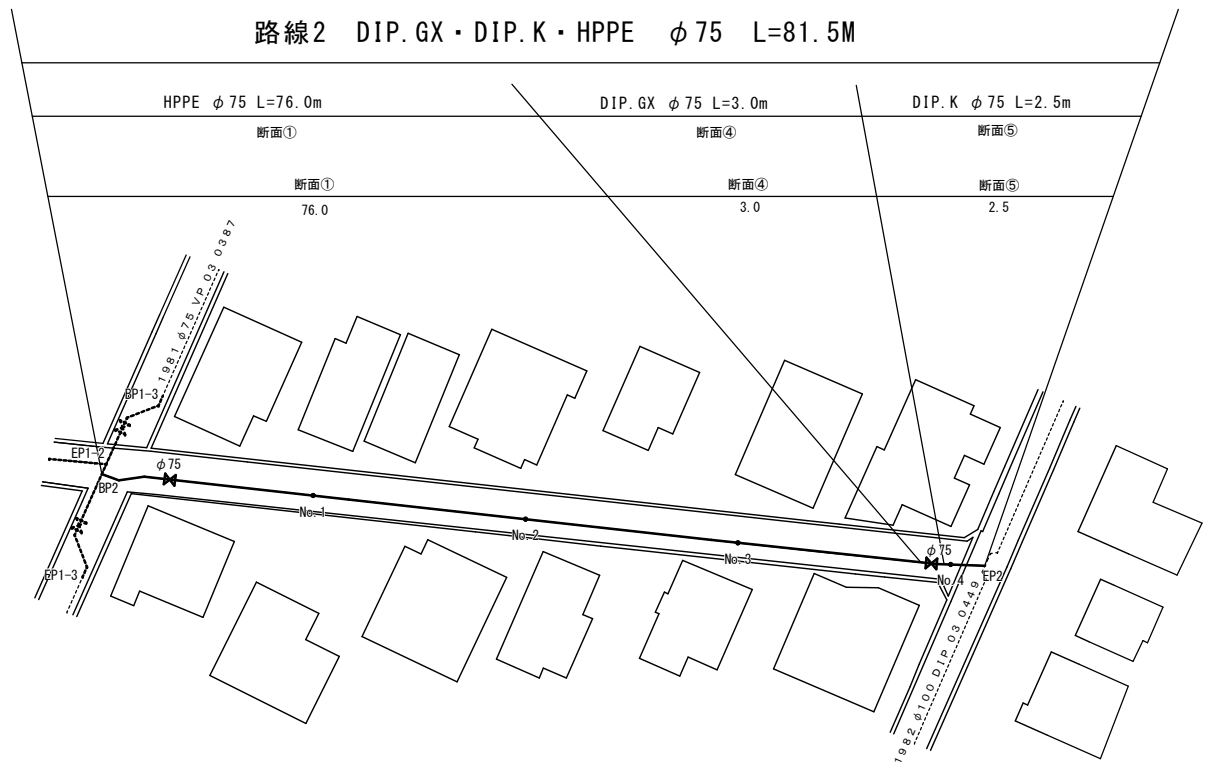 路線2 DIP.GX・DIP.K・HPPE φ75 L=81.5M
HPPE φ75 L=76.0m
DIP.GX φ75 L=3.0m
DIP.K φ75 L=2.5m
断面①
断面④
断面⑤
断面①
断面④
断面⑤
76.0
3.0
2.5
1981 φ75 VP 03 0387
BP1-3
EP1-2
φ75
BP2
No.1
No.2
No.3
φ75
No.4
EP2
EP1-3
1982 φ100 DIP 03 0449